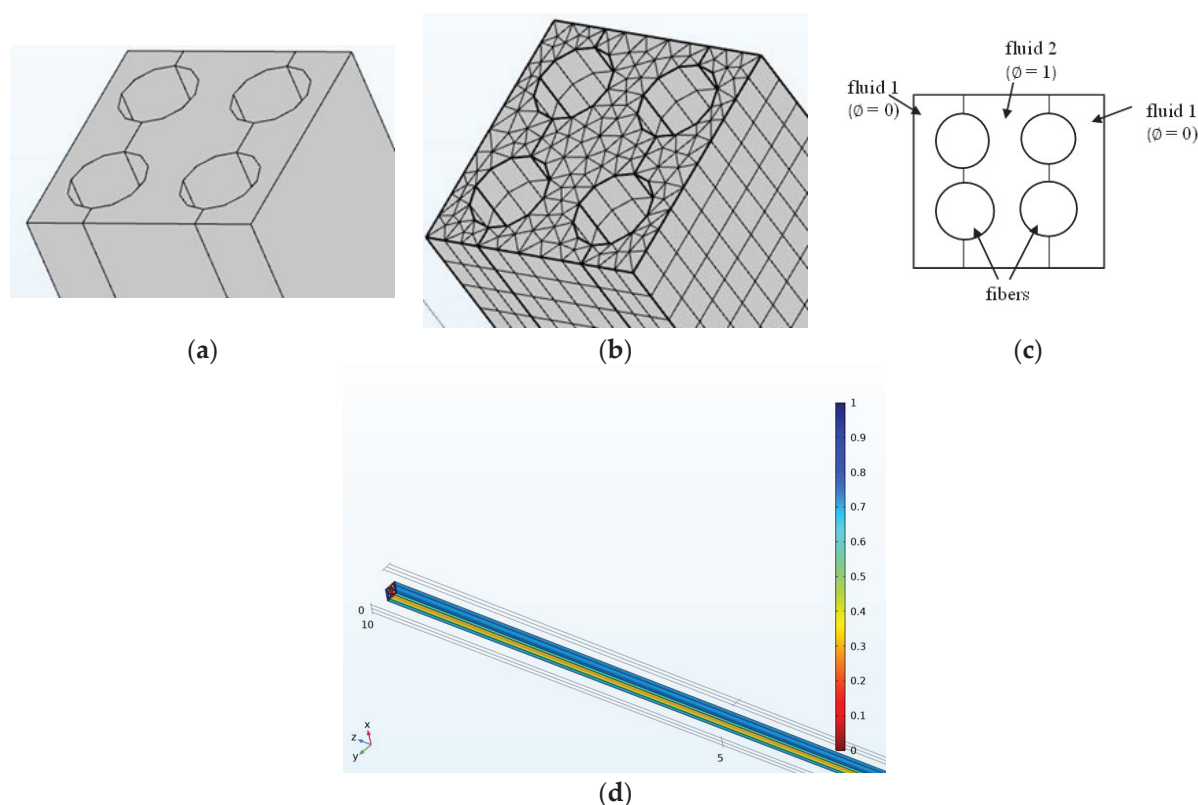 fluid 2
(ø = 1)
fluid 1
(ø = 0)
fluid 1
(ø = 0)
fibers
(a)
(b)
(c)
1
0.9
0.8
0.7
0.6
0.5
0.4
0.3
0.2
0.1
0
0
10
5
x
z
y
(d)